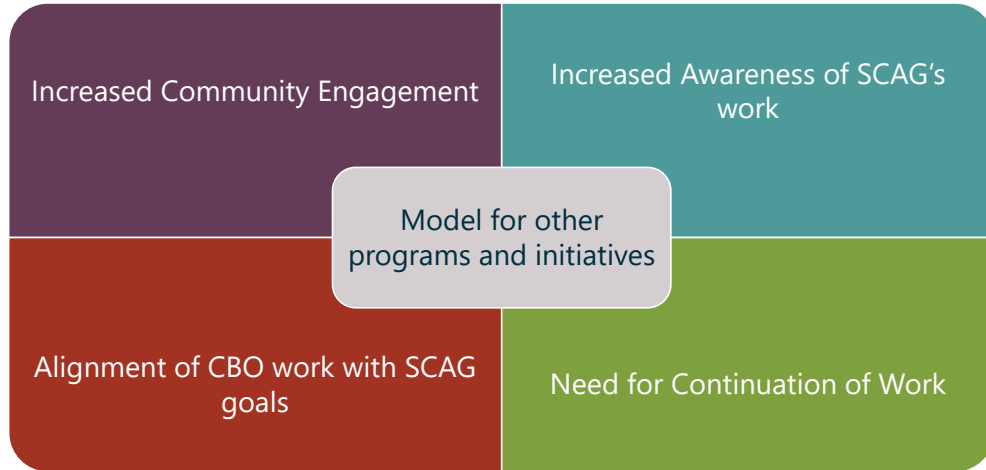 Increased Community Engagement
Increased Awareness of SCAG’s
work
Model for other
programs and initiatives
Alignment of CBO work with SCAG
goals
Need for Continuation of Work